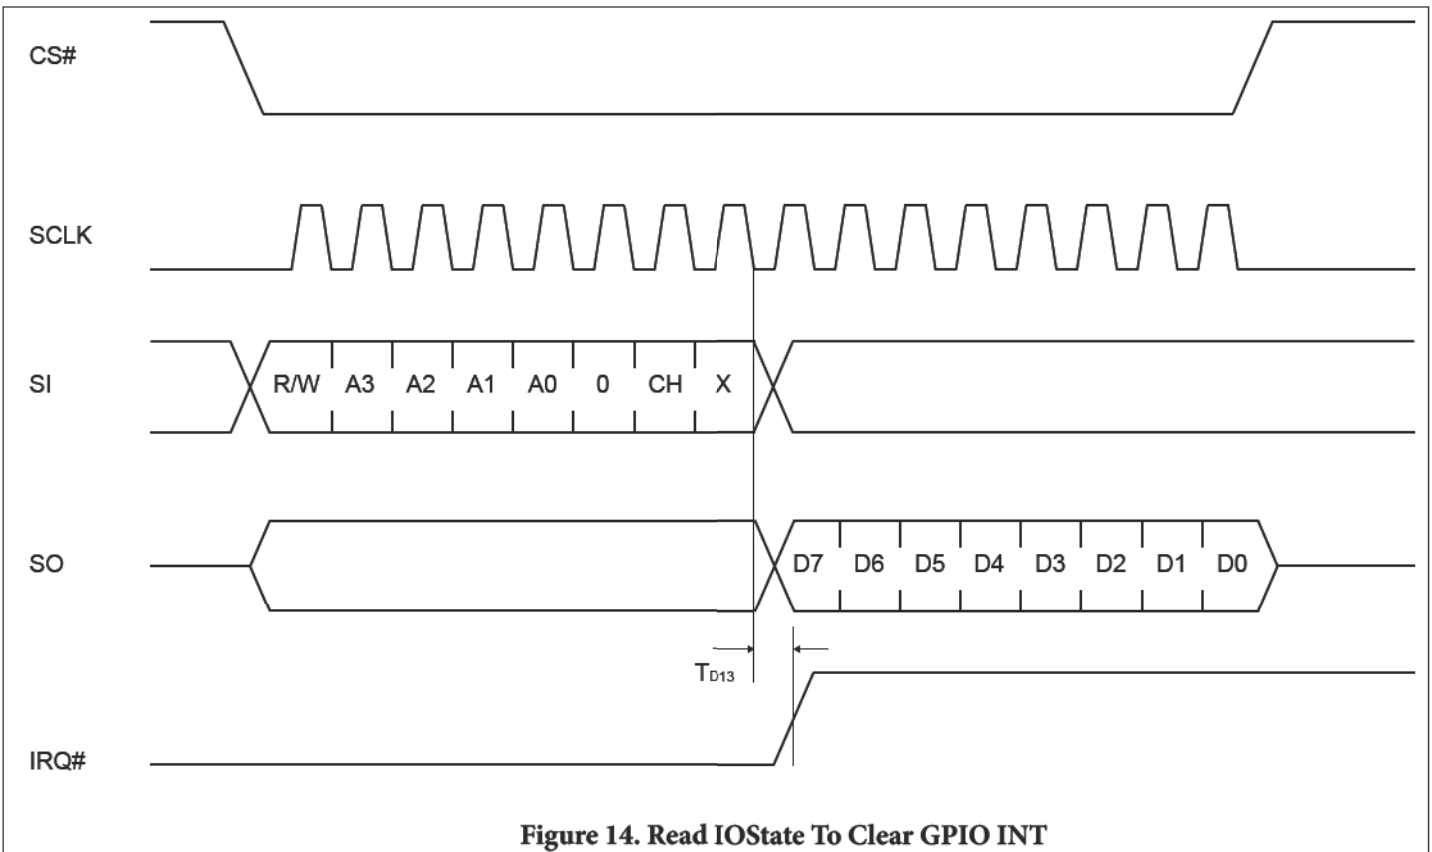 CS#
SCLK
SI R/W A3 A2 A1 A0 0 CH X
SO D7 D6 D5 D4 D3 D2 D1 D0
TD13
IRQ#
Figure 14. Read IOState To Clear GPIO INT